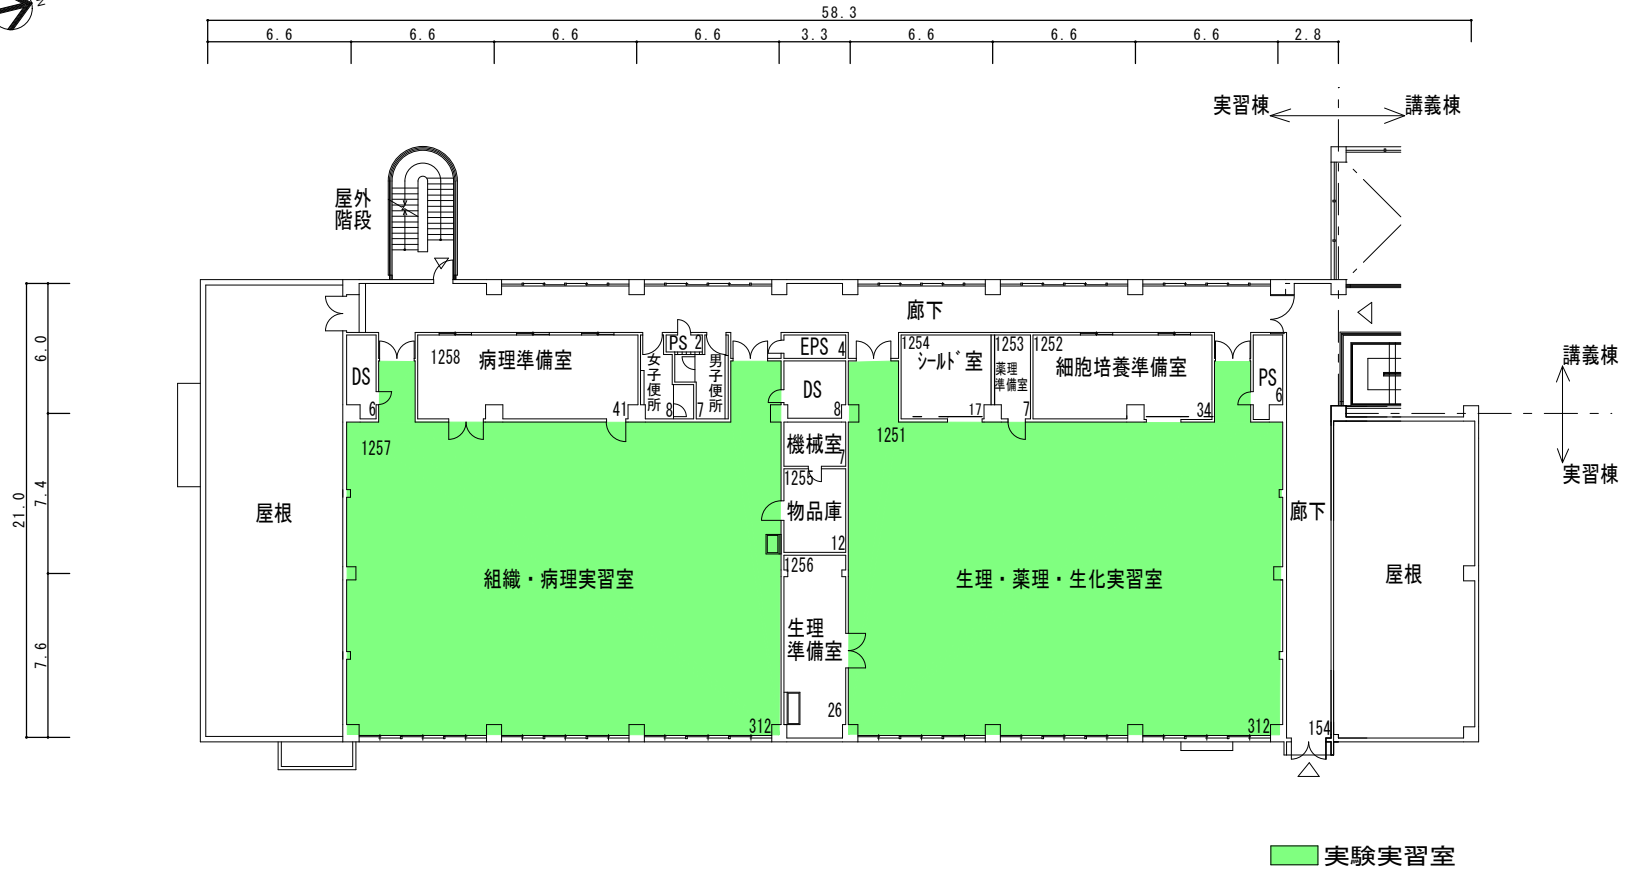 N
58.3
6.6 6.6 6.6 6.6 3.3 6.6 6.6 6.6 2.8
実習棟 講義棟
屋外
階段
廊下
PS 2
EPS 4
1258 病理準備室 41
DS 6
女子便所 8
男子便所 7
DS 8
1254 シールド室 17
1253 薬理
準備室 7
1252 細胞培養準備室 34
PS 6
講義棟
実習棟
6.0
7.4
7.6
21.0
1257
機械室 7
1251
1255
物品庫
12
屋根
廊下
1256
組織・病理実習室
生理・薬理・生化実習室
屋根
生理
準備室
26
312
312
154
実験実習室